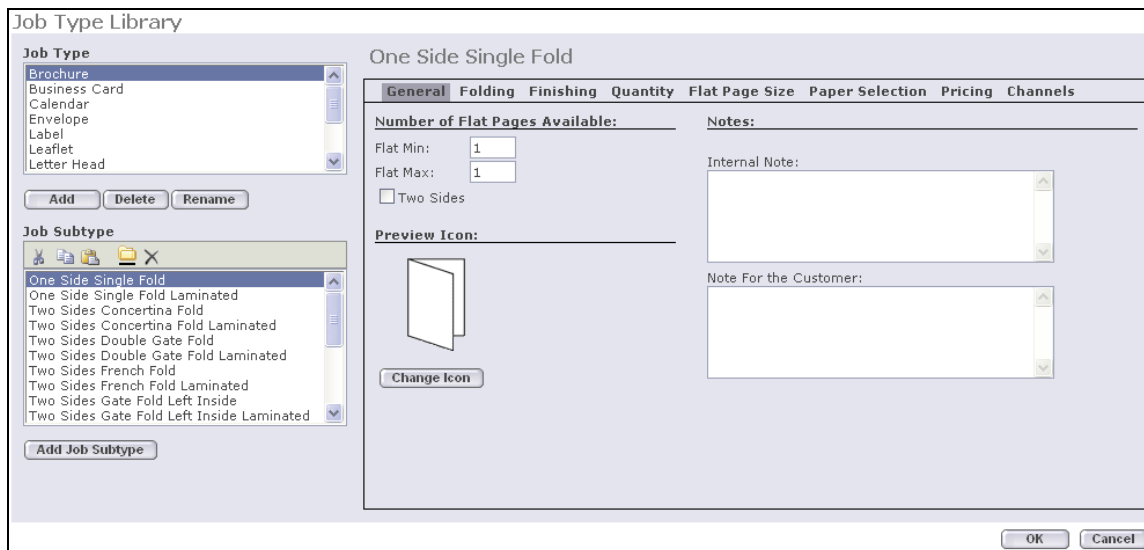 Job Type Library
Job Type
Brochure
Business Card
Calendar
Envelope
Label
Leaflet
Letter Head
Add Delete Rename
Job Subtype
One Side Single Fold
One Side Single Fold Laminated
Two Sides Concertina Fold
Two Sides Concertina Fold Laminated
Two Sides Double Gate Fold
Two Sides Double Gate Fold Laminated
Two Sides French Fold
Two Sides French Fold Laminated
Two Sides Gate Fold Left Inside
Two Sides Gate Fold Left Inside Laminated
Add Job Subtype
One Side Single Fold
General Folding Finishing Quantity Flat Page Size Paper Selection Pricing Channels
Number of Flat Pages Available:
Flat Min: 1
Flat Max: 1
Two Sides
Preview Icon:
Change Icon
Notes:
Internal Note:
Note For the Customer:
OK Cancel